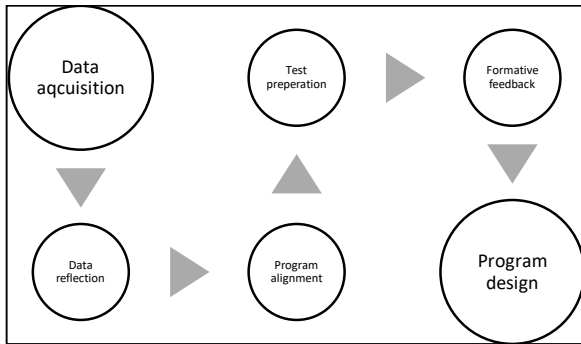 Data
aqcuisition
Test
preperation
Formative
feedback
Data
reflection
Program
alignment
Program
design